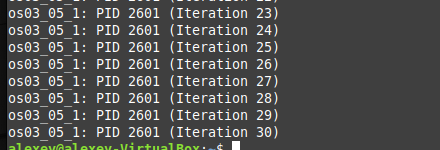 os03_05_1: PID 2601 (Iteration 23)
os03_05_1: PID 2601 (Iteration 24)
os03_05_1: PID 2601 (Iteration 25)
os03_05_1: PID 2601 (Iteration 26)
os03_05_1: PID 2601 (Iteration 27)
os03_05_1: PID 2601 (Iteration 28)
os03_05_1: PID 2601 (Iteration 29)
os03_05_1: PID 2601 (Iteration 30)
alexey@alexey-VirtualBox:~$